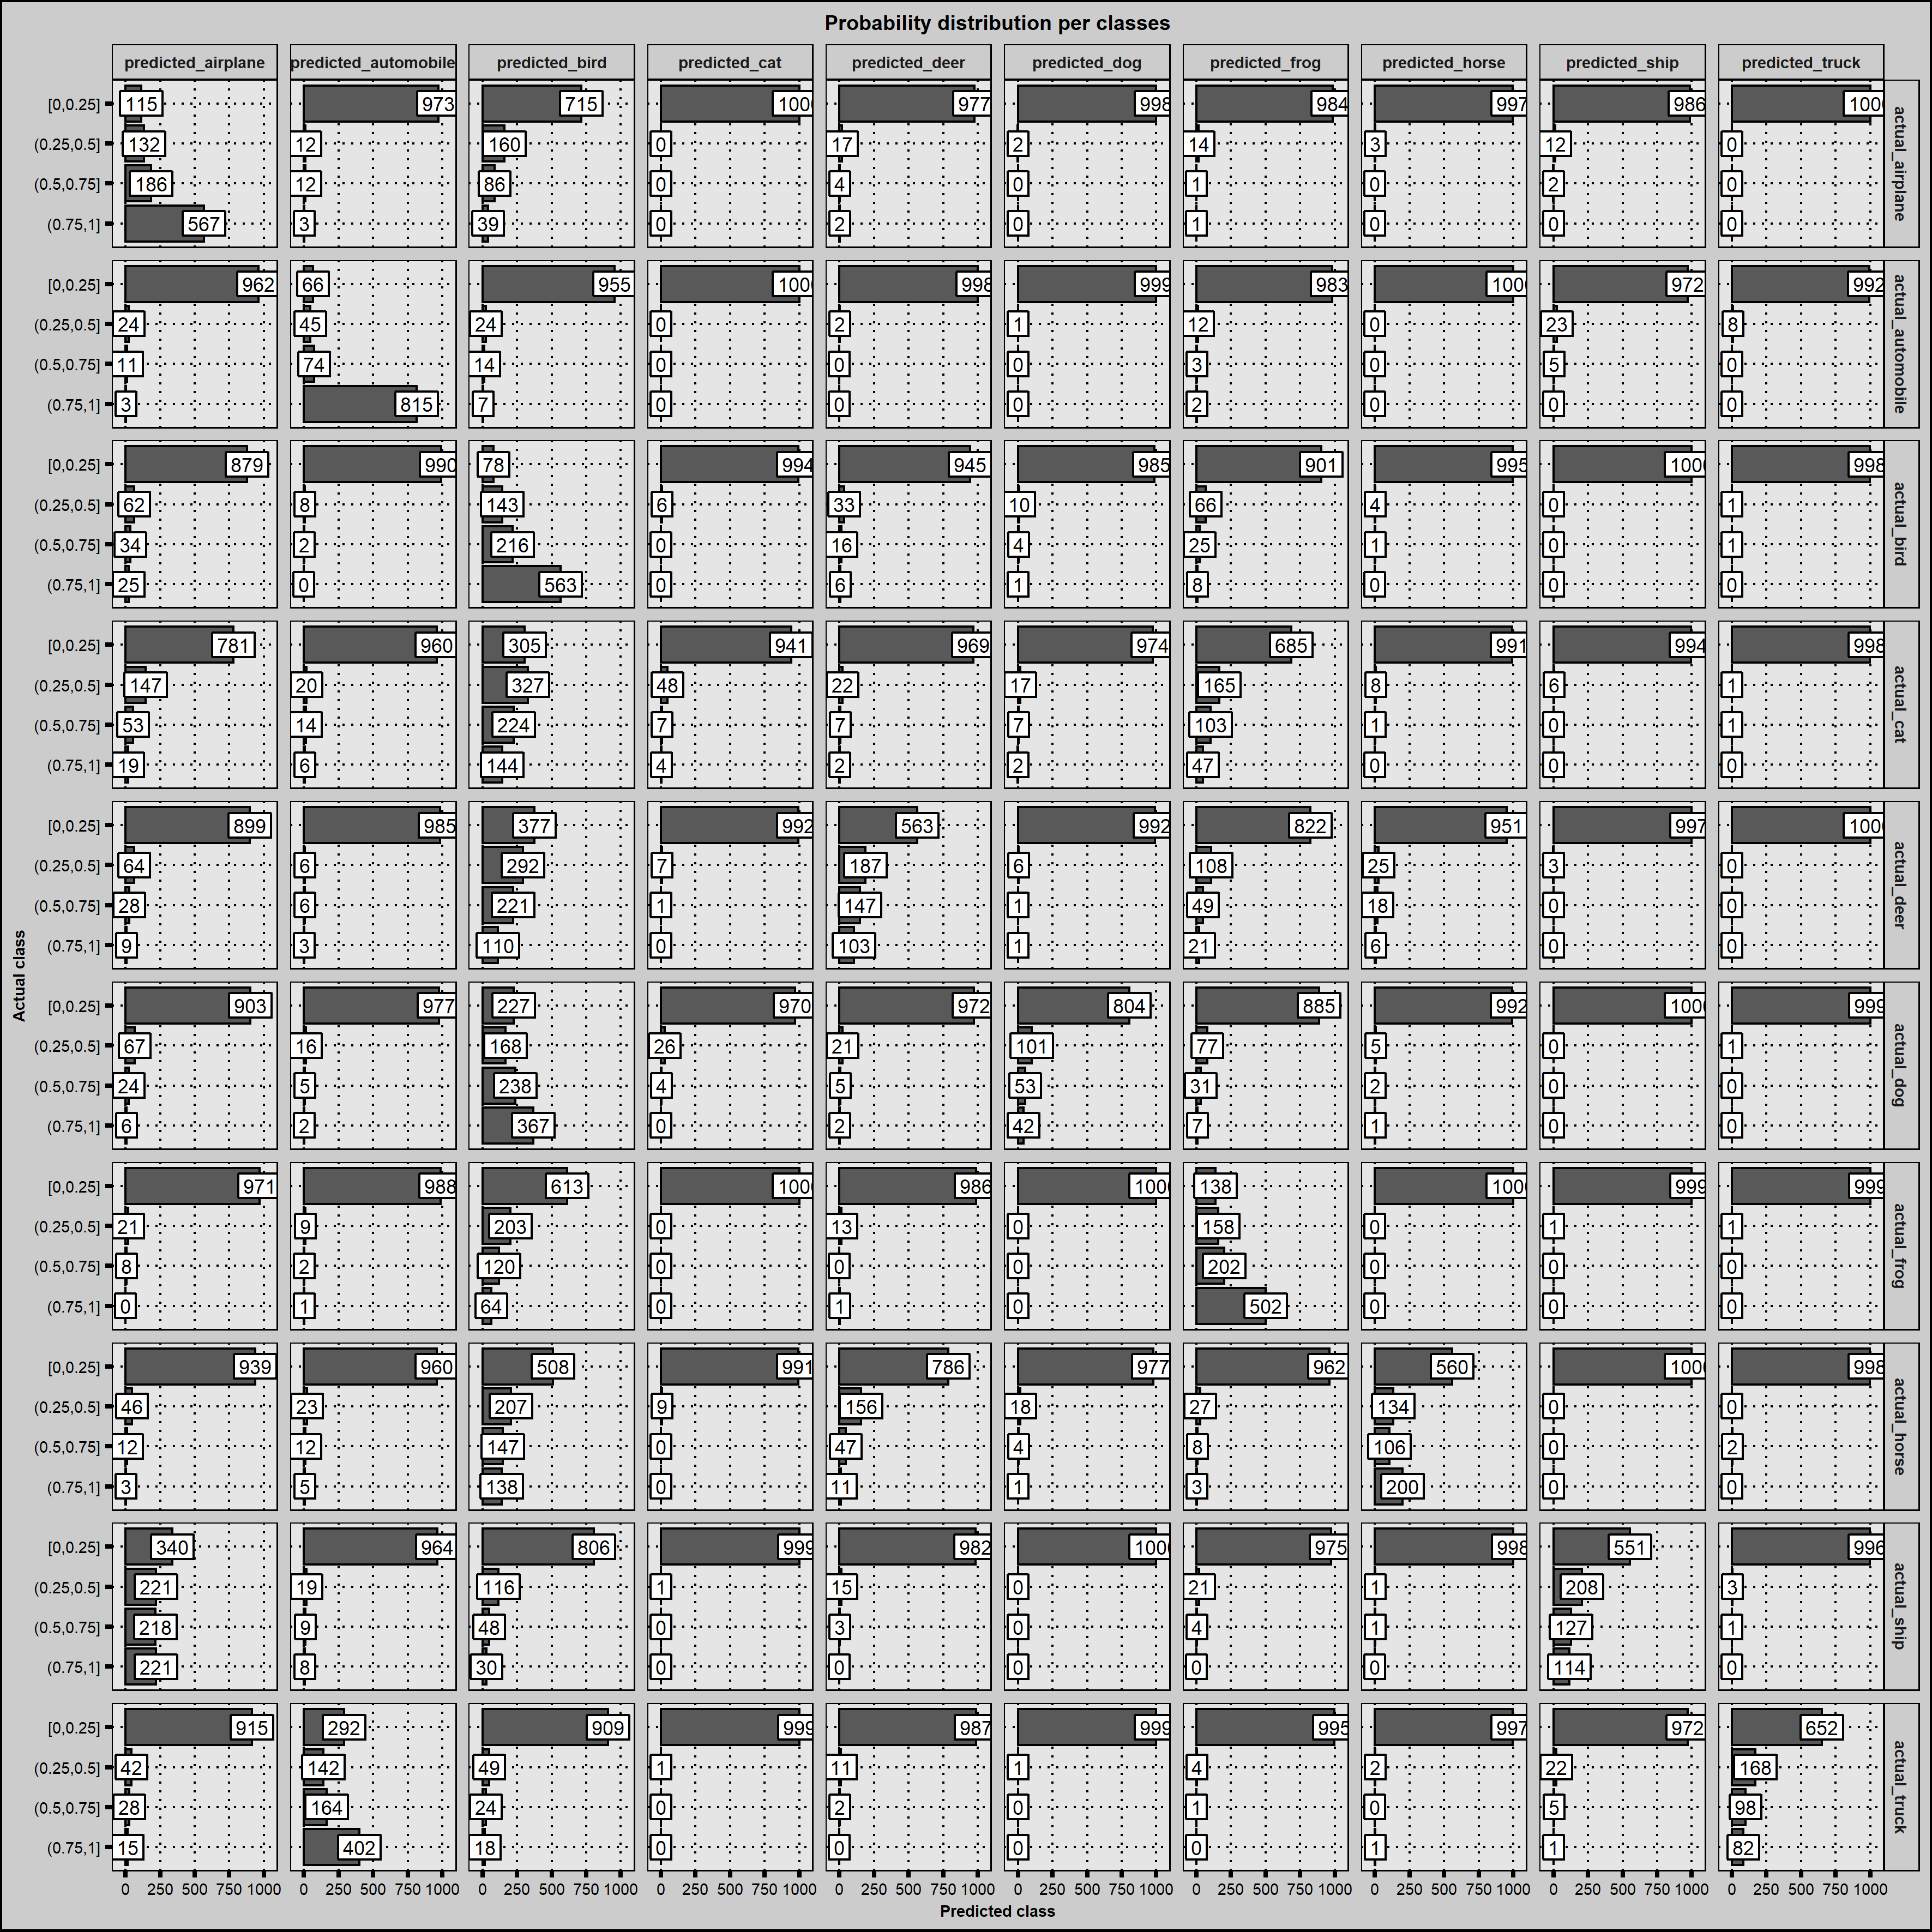 Probability distribution per classes
predicted_airplane predicted_automobile predicted_bird predicted_cat predicted_deer predicted_dog predicted_frog predicted_horse predicted_ship predicted_truck
[0,0.25] 115 973 715 1000 977 998 984 997 986 1000
(0.25,0.5] 132 12 160 0 17 2 14 3 12 0
(0.5,0.75] 186 12 86 0 4 0 1 0 2 0
(0.75,1] 567 3 39 0 2 0 1 0 0 0
actual_airplane
[0,0.25] 962 66 955 1000 998 999 983 1000 972 992
(0.25,0.5] 24 45 24 0 2 1 12 0 23 8
(0.5,0.75] 11 74 14 0 0 0 3 0 5 0
(0.75,1] 3 815 7 0 0 0 2 0 0 0
actual_automobile
[0,0.25] 879 990 78 994 945 985 901 995 1000 998
(0.25,0.5] 62 8 143 6 33 10 66 4 0 1
(0.5,0.75] 34 2 216 0 16 4 25 1 0 1
(0.75,1] 25 0 563 0 6 1 8 0 0 0
actual_bird
[0,0.25] 781 960 305 941 969 974 685 991 994 998
(0.25,0.5] 147 20 327 48 22 17 165 8 6 1
(0.5,0.75] 53 14 224 7 7 7 103 1 0 1
(0.75,1] 19 6 144 4 2 2 47 0 0 0
actual_cat
[0,0.25] 899 985 377 992 563 992 822 951 997 1000
(0.25,0.5] 64 6 292 7 187 6 108 25 3 0
(0.5,0.75] 28 6 221 1 147 1 49 18 0 0
(0.75,1] 9 3 110 0 103 1 21 6 0 0
actual_deer
[0,0.25] 903 977 227 970 972 804 885 992 1000 999
(0.25,0.5] 67 16 168 26 21 101 77 5 0 1
(0.5,0.75] 24 5 238 4 5 53 31 2 0 0
(0.75,1] 6 2 367 0 2 42 7 1 0 0
actual_dog
[0,0.25] 971 988 613 1000 986 1000 138 1000 999 999
(0.25,0.5] 21 9 203 0 13 0 158 0 1 1
(0.5,0.75] 8 2 120 0 0 0 202 0 0 0
(0.75,1] 0 1 64 0 1 0 502 0 0 0
actual_frog
[0,0.25] 939 960 508 991 786 977 962 560 1000 998
(0.25,0.5] 46 23 207 9 156 18 27 134 0 0
(0.5,0.75] 12 12 147 0 47 4 8 106 0 2
(0.75,1] 3 5 138 0 11 1 3 200 0 0
actual_horse
[0,0.25] 340 964 806 999 982 1000 975 998 551 996
(0.25,0.5] 221 19 116 1 15 0 21 1 208 3
(0.5,0.75] 218 9 48 0 3 0 4 1 127 1
(0.75,1] 221 8 30 0 0 0 0 0 114 0
actual_ship
[0,0.25] 915 292 909 999 987 999 995 997 972 652
(0.25,0.5] 42 142 49 1 11 1 4 2 22 168
(0.5,0.75] 28 164 24 0 2 0 1 0 5 98
(0.75,1] 15 402 18 0 0 0 0 1 1 82
actual_truck
0 250 500 750 1000 0 250 500 750 1000 0 250 500 750 1000 0 250 500 750 1000 0 250 500 750 1000 0 250 500 750 1000 0 250 500 750 1000 0 250 500 750 1000 0 250 500 750 1000 0 250 500 750 1000
Predicted class
Actual class